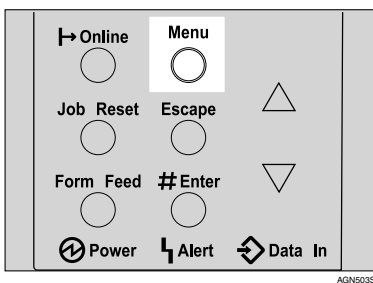 Online Menu
Job Reset Escape
Form Feed # Enter
Power Alert Data In
AGN503S